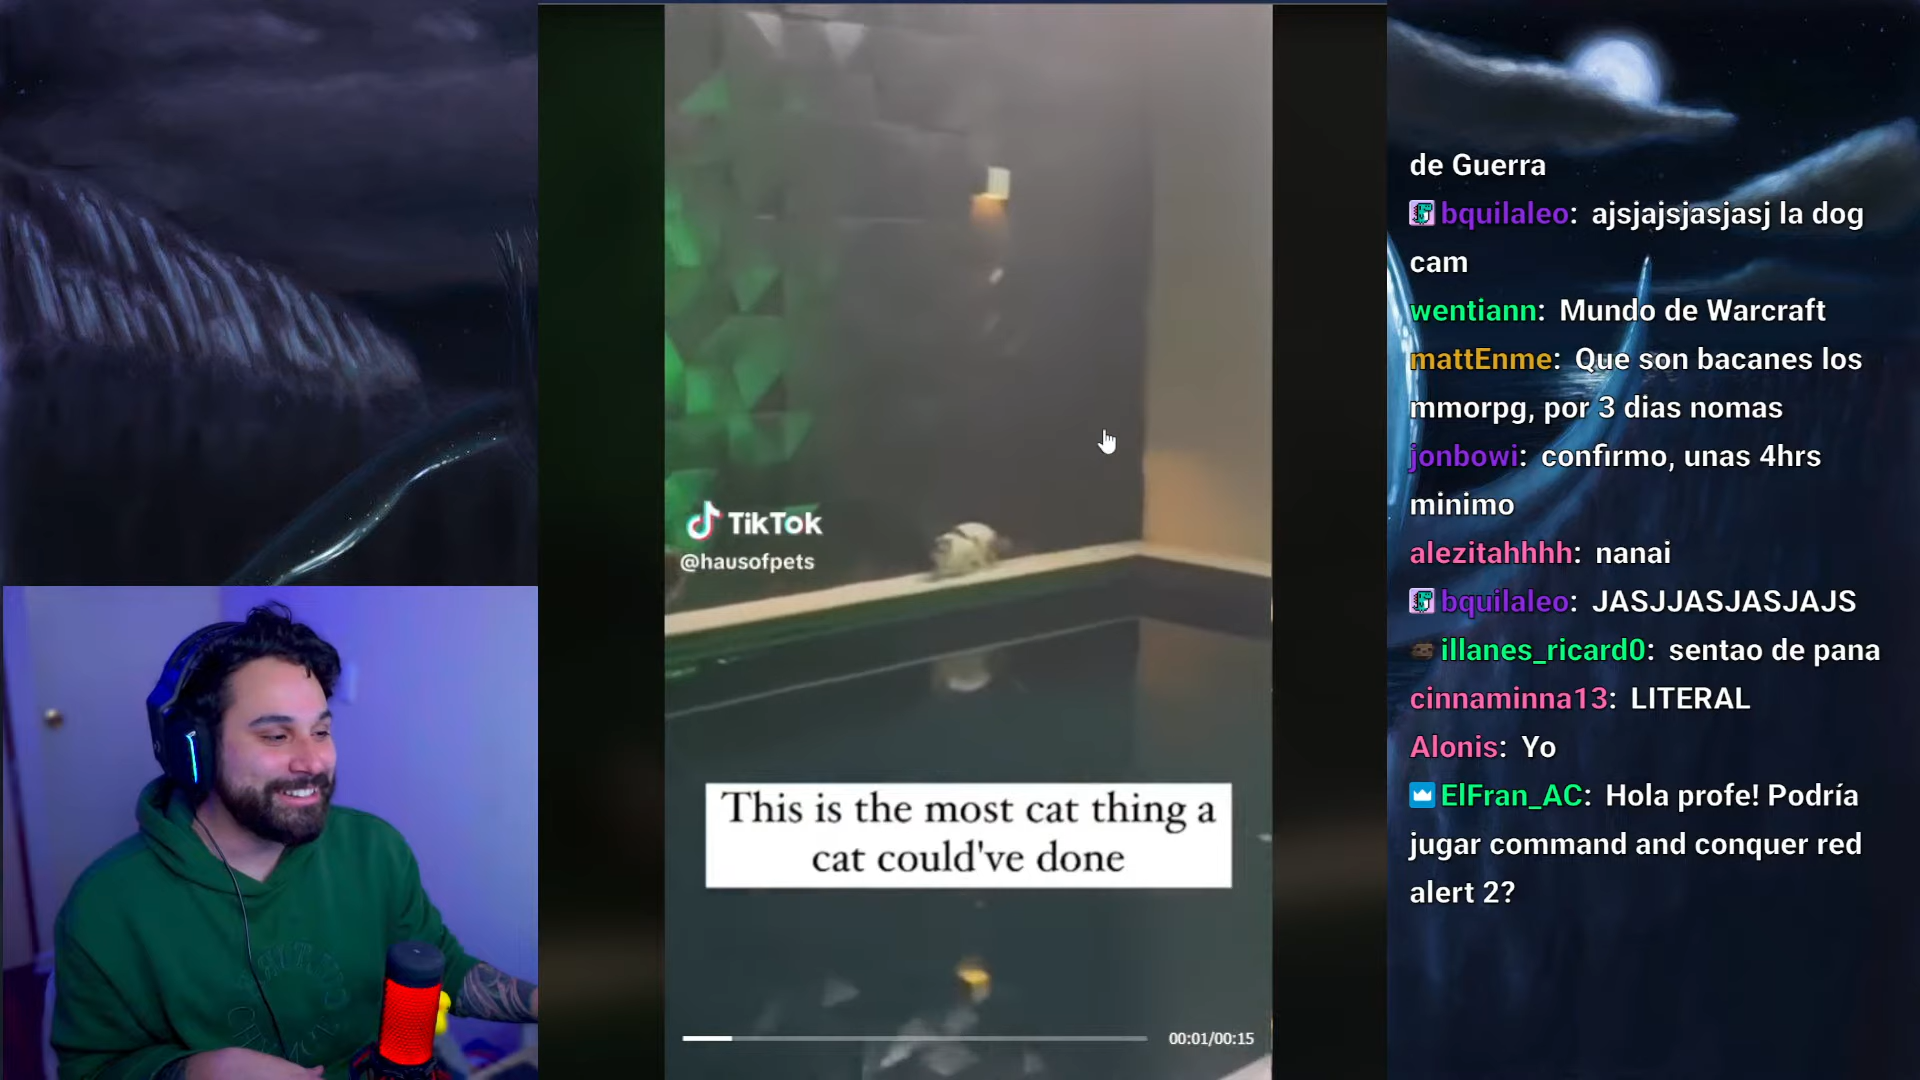 TikTok
@hausofpets
This is the most cat thing a
cat could've done
00:01/00:15
de Guerra
bquilaleo: ajsjajsjasjasj la dog
cam
wentiann: Mundo de Warcraft
mattEnme: Que son bacanes los
mmorpg, por 3 dias nomas
jonbowi: confirmo, unas 4hrs
minimo
alezitahhhh: nanai
bquilaleo: JASJJASJASJAJS
illanes_ricard0: sentao de pana
cinnaminna13: LITERAL
Alonis: Yo
ElFran_AC: Hola profe! Podría
jugar command and conquer red
alert 2?